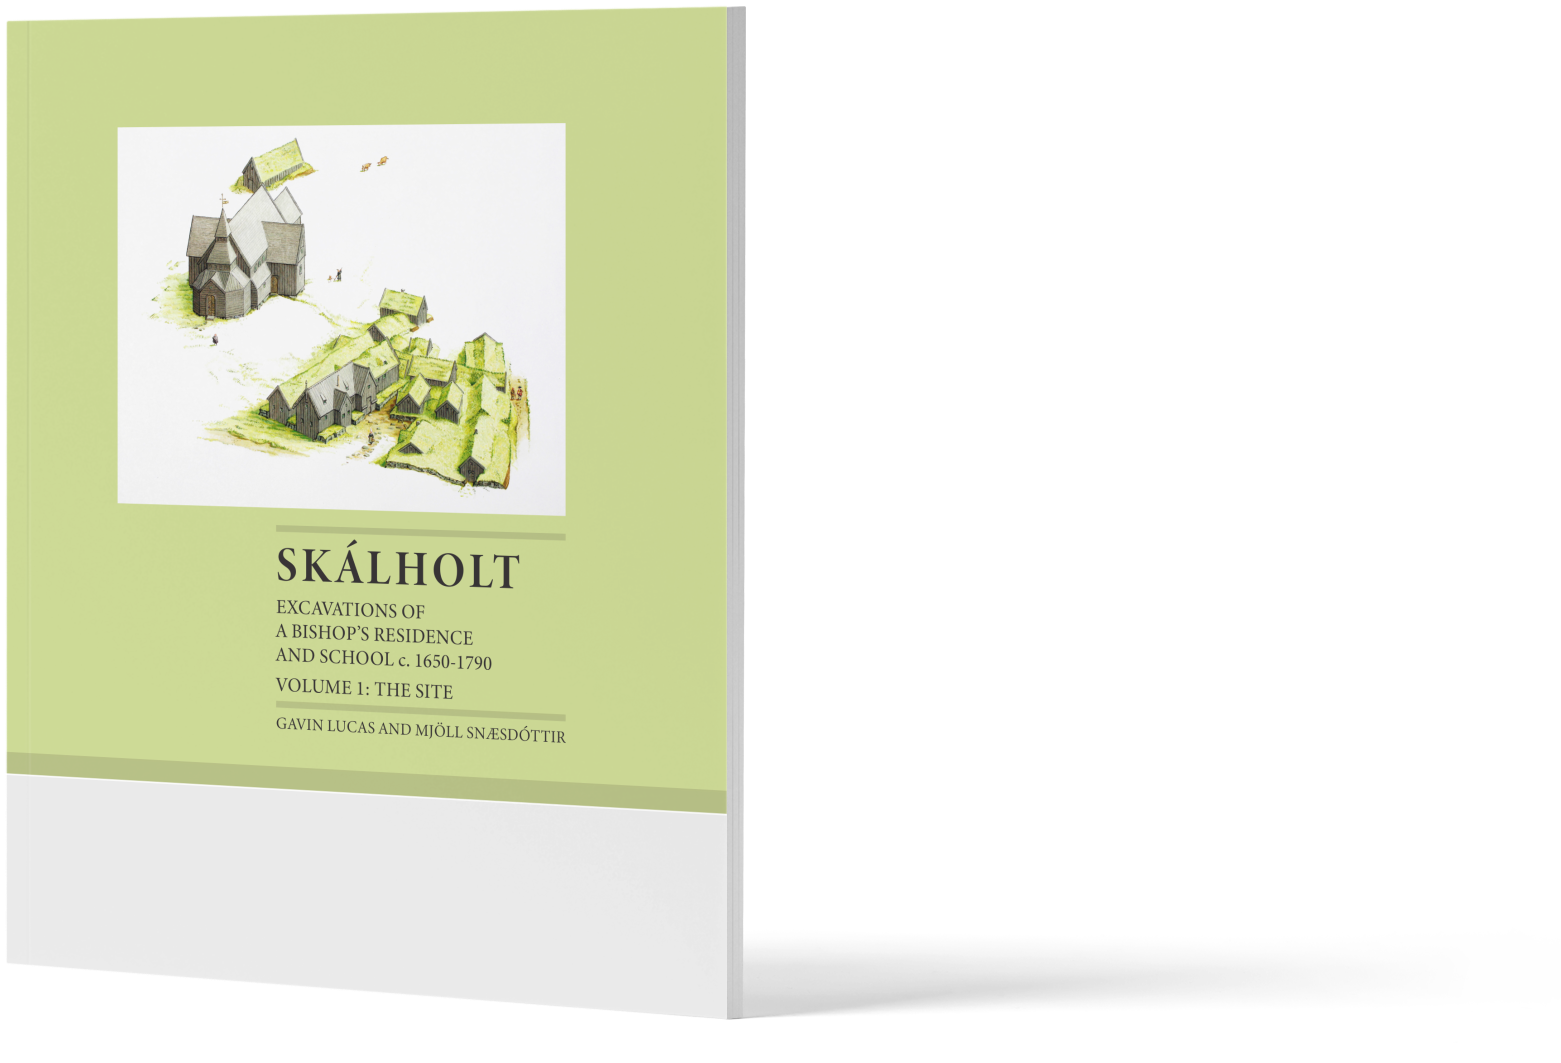 SKÁLHOLT
EXCAVATIONS OF
A BISHOP’S RESIDENCE
AND SCHOOL c. 1650-1790
VOLUME 1: THE SITE
GAVIN LUCAS AND MJÖLL SNÆSDÓTTIR